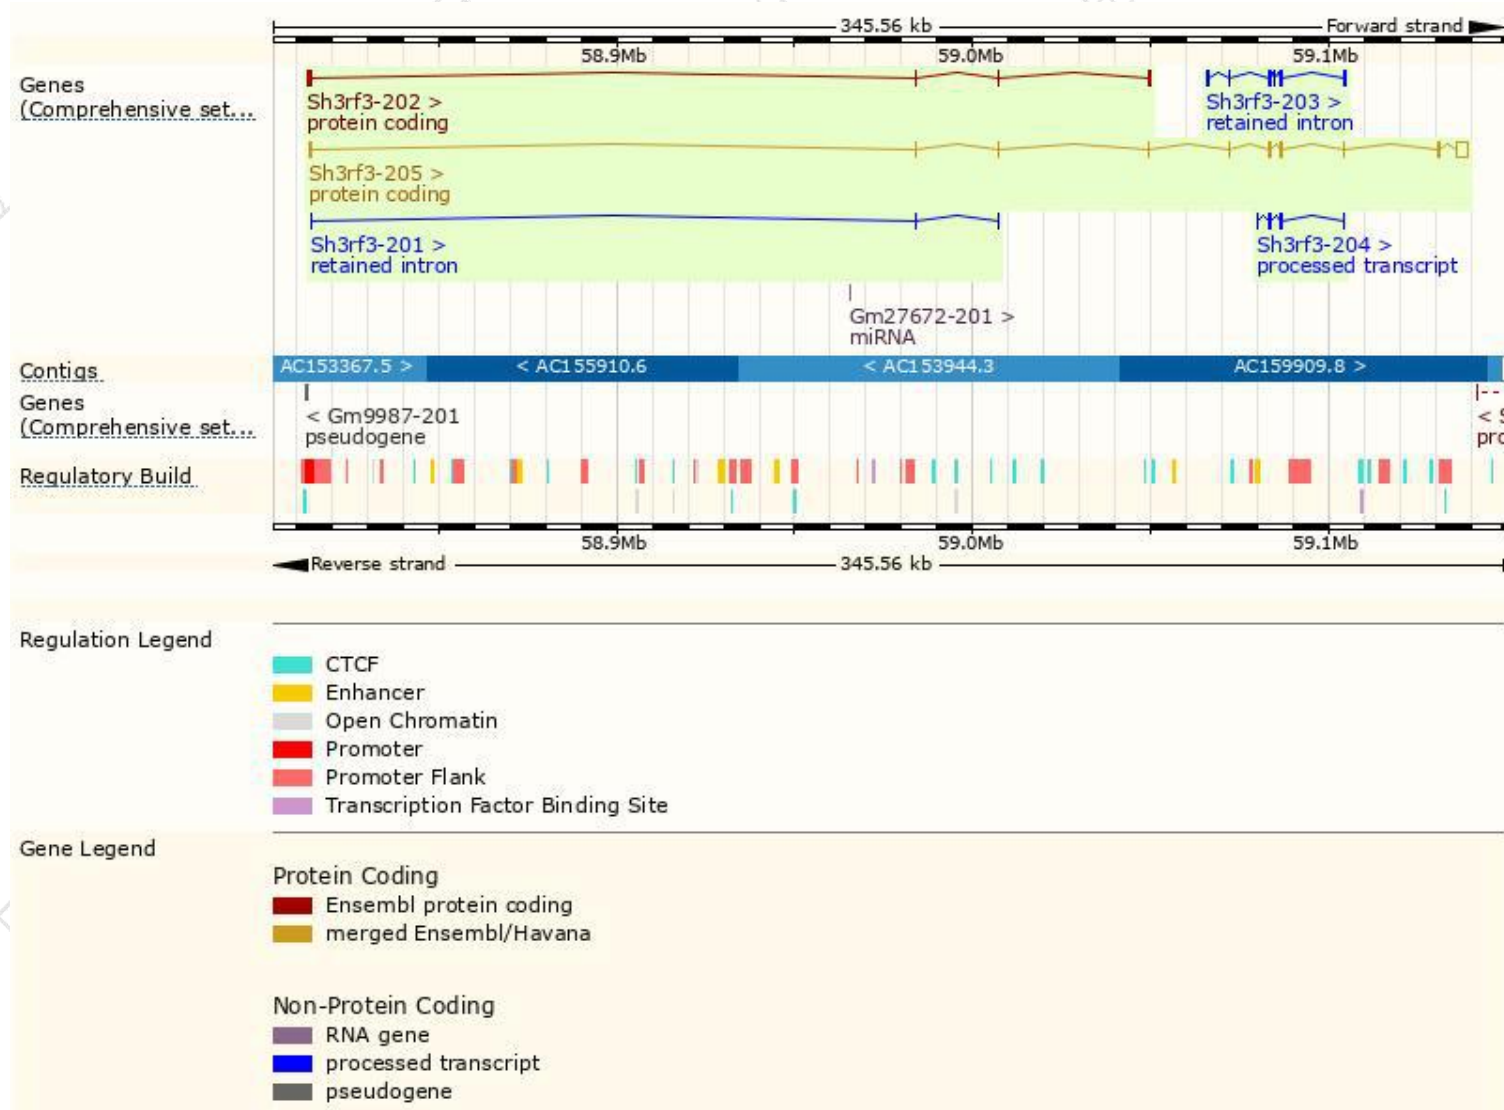 345.56 kb
Forward strand
58.9Mb 59.0Mb 59.1Mb
Genes
(Comprehensive set...
Sh3rf3-202 >
protein coding
Sh3rf3-203 >
retained intron
Sh3rf3-205 >
protein coding
Sh3rf3-201 >
retained intron
Sh3rf3-204 >
processed transcript
Gm27672-201 >
miRNA
Contigs
AC153367.5 > < AC155910.6 < AC153944.3 AC159909.8 >
Genes
(Comprehensive set...
< Gm9987-201
pseudogene
< S
pro
Regulatory Build
58.9Mb 59.0Mb 59.1Mb
Reverse strand
345.56 kb
Regulation Legend
CTCF
Enhancer
Open Chromatin
Promoter
Promoter Flank
Transcription Factor Binding Site
Gene Legend
Protein Coding
Ensembl protein coding
merged Ensembl/Havana
Non-Protein Coding
RNA gene
processed transcript
pseudogene